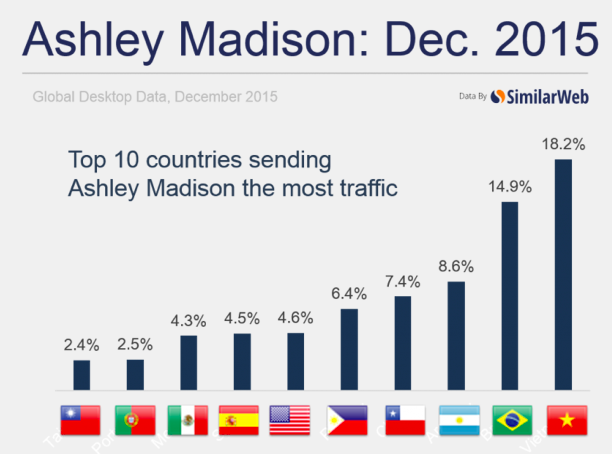 Ashley Madison: Dec. 2015
Global Desktop Data, December 2015
Data By SimilarWeb
Top 10 countries sending
Ashley Madison the most traffic
2.4%
2.5%
4.3%
4.5%
4.6%
6.4%
7.4%
8.6%
14.9%
18.2%